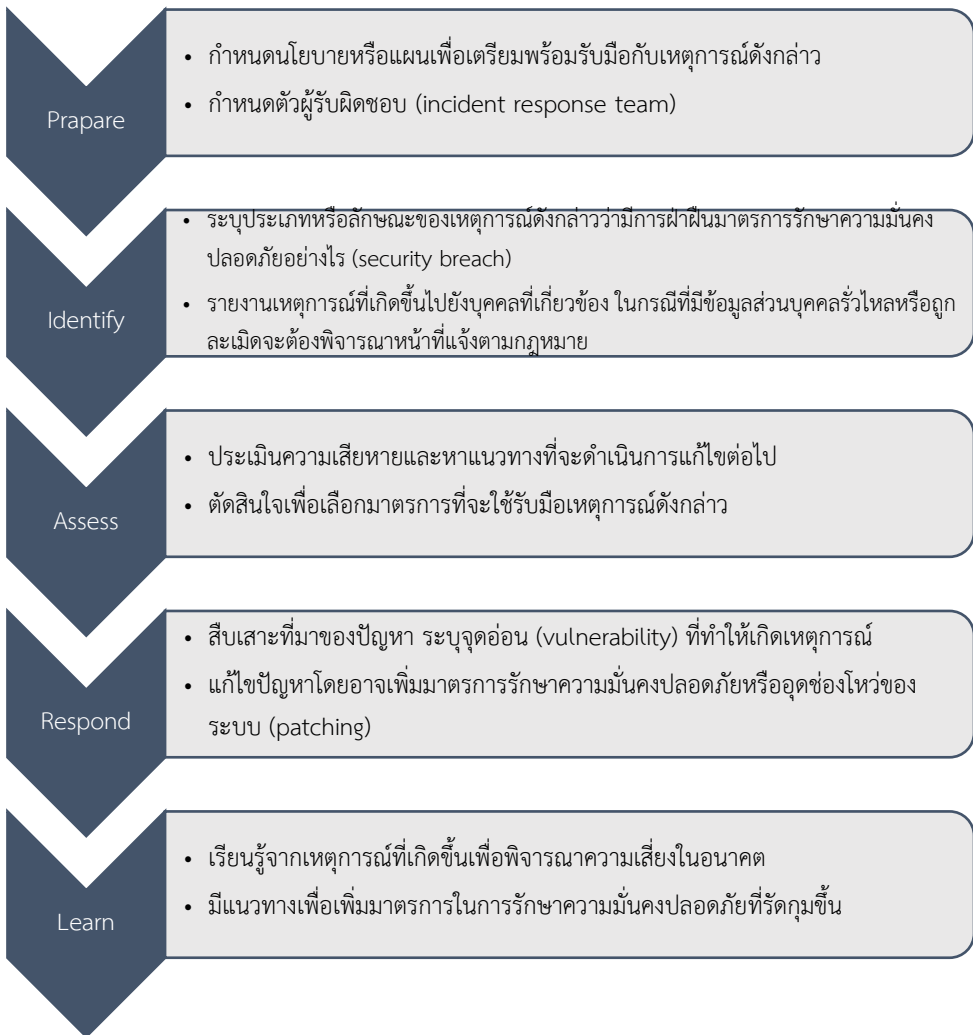 Prapare
• กำหนดนโยบายหรือแผนเพื่อเตรียมพร้อมรับมือกับเหตุการณ์ดังกล่าว
• กำหนดตัวผู้รับผิดชอบ (incident response team)
Identify
• ระบุประเภทหรือลักษณะของเหตุการณ์ดังกล่าวว่ามีการฝ่าฝืนมาตรการรักษาความมั่นคง
ปลอดภัยอย่างไร (security breach)
• รายงานเหตุการณ์ที่เกิดขึ้นไปยังบุคคลที่เกี่ยวข้อง ในกรณีที่มีข้อมูลส่วนบุคคลรั่วไหลหรือถูก
ละเมิดจะต้องพิจารณาหน้าที่แจ้งตามกฎหมาย
Assess
• ประเมินความเสียหายและหาแนวทางที่จะดำเนินการแก้ไขต่อไป
• ตัดสินใจเพื่อเลือกมาตรการที่จะใช้รับมือเหตุการณ์ดังกล่าว
Respond
• สืบเสาะที่มาของปัญหา ระบุจุดอ่อน (vulnerability) ที่ทำให้เกิดเหตุการณ์
• แก้ไขปัญหาโดยอาจเพิ่มมาตรการรักษาความมั่นคงปลอดภัยหรืออุดช่องโหว่ของ
ระบบ (patching)
Learn
• เรียนรู้จากเหตุการณ์ที่เกิดขึ้นเพื่อพิจารณาความเสี่ยงในอนาคต
• มีแนวทางเพื่อเพิ่มมาตรการในการรักษาความมั่นคงปลอดภัยที่รัดกุมขึ้น